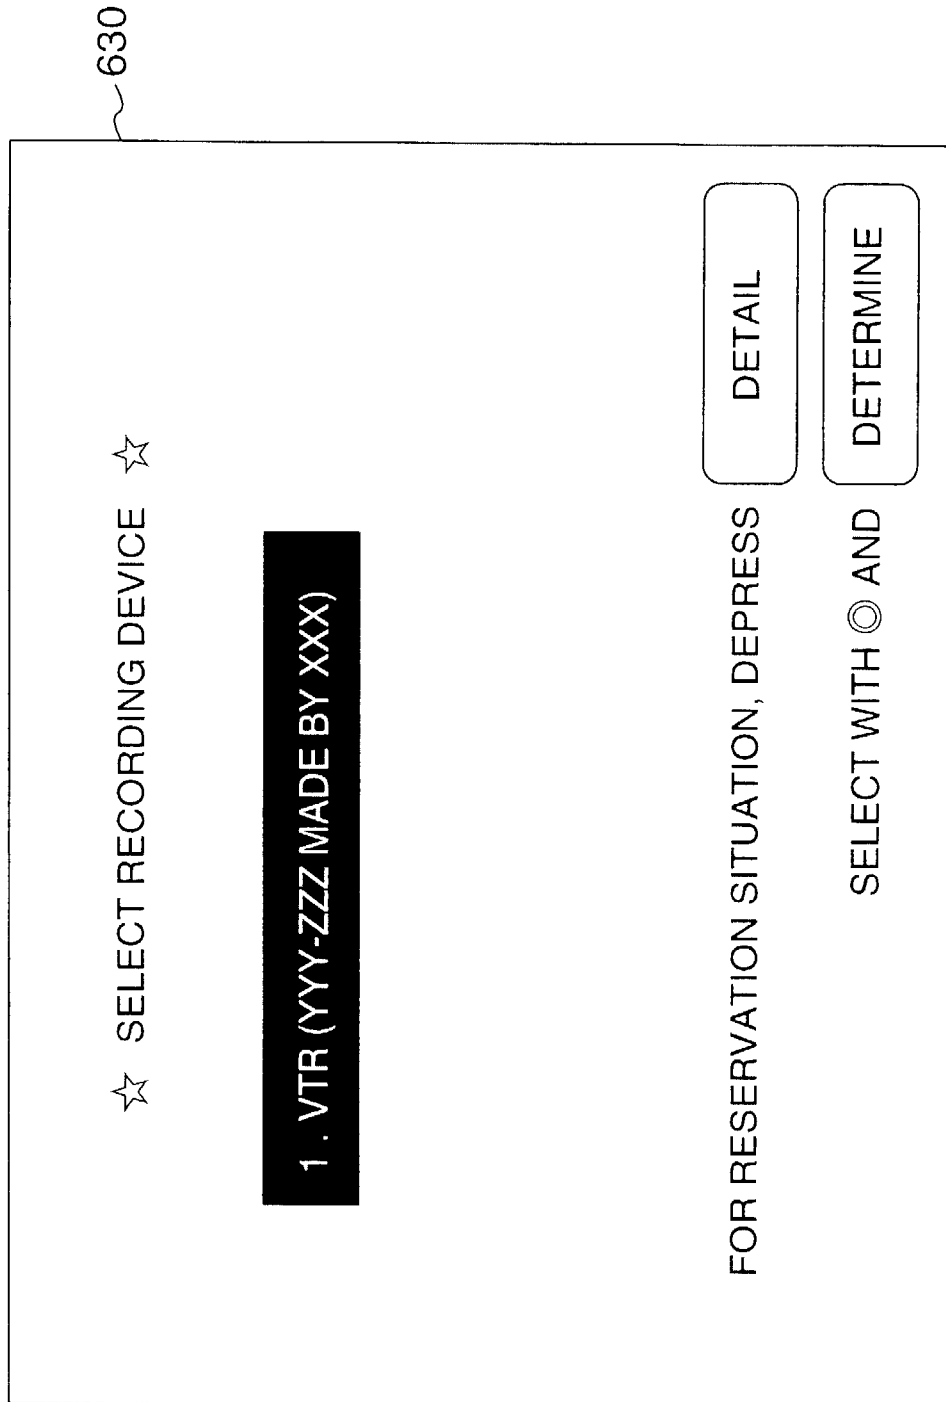 630
☆ SELECT RECORDING DEVICE ☆
1 . VTR (YYY-ZZZ MADE BY XXX)
FOR RESERVATION SITUATION, DEPRESS DETAIL
SELECT WITH ◎ AND DETERMINE